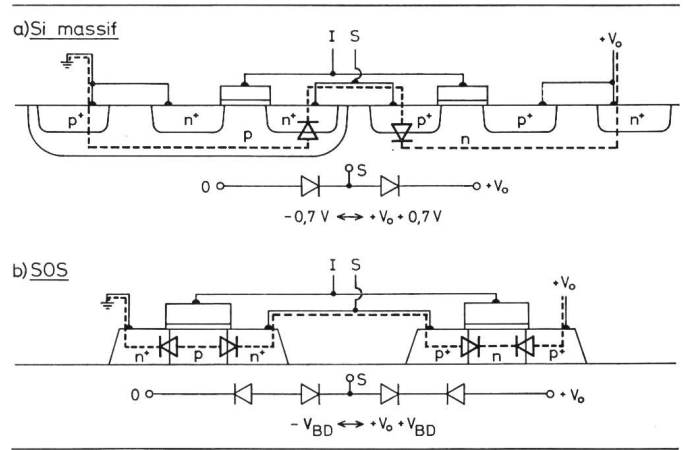 a) Si massif
I S
+V₀
p⁺ n⁺ p n⁺ p⁺ n p⁺ n⁺
0 S +V₀
-0,7 V ↔ +V₀ + 0,7 V
b) SOS
I S
+V₀
n⁺ p n⁺ p⁺ n p⁺
0 S +V₀
- V_BD ↔ +V₀ + V_BD